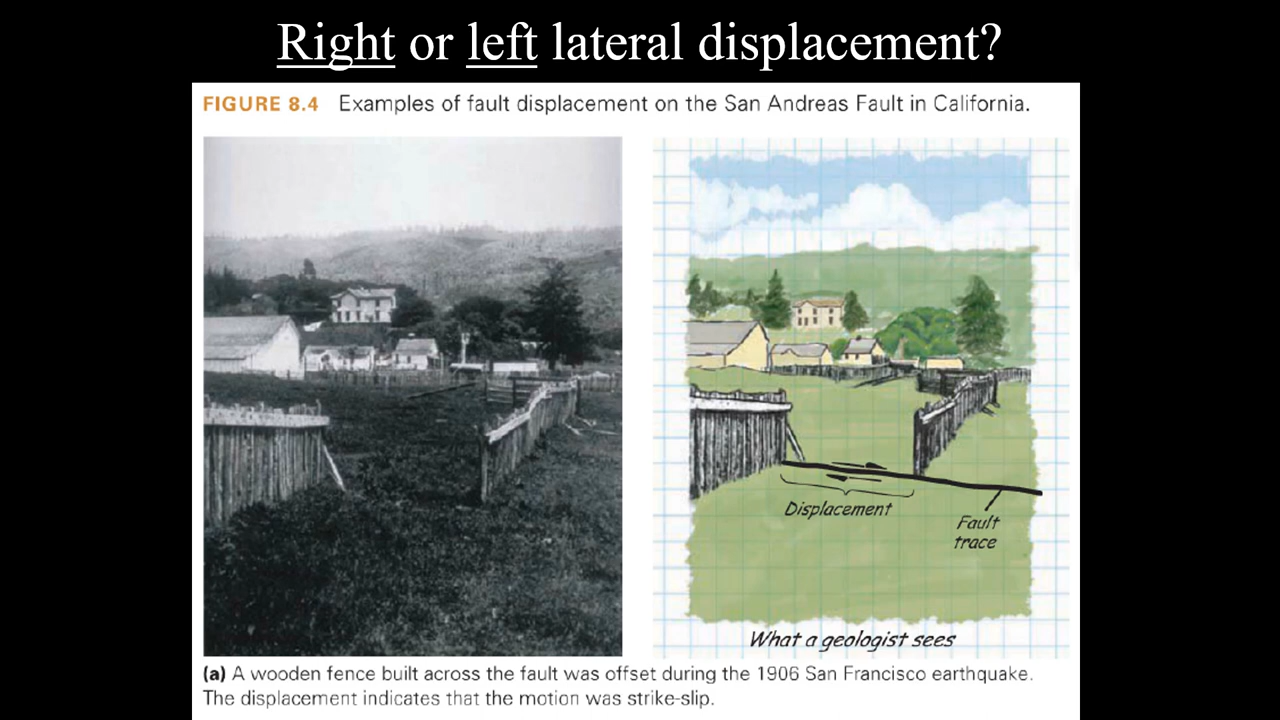 Right or left lateral displacement?
FIGURE 8.4 Examples of fault displacement on the San Andreas Fault in California.
Displacement
Fault
trace
What a geologist sees
(a) A wooden fence built across the fault was offset during the 1906 San Francisco earthquake.
The displacement indicates that the motion was strike-slip.